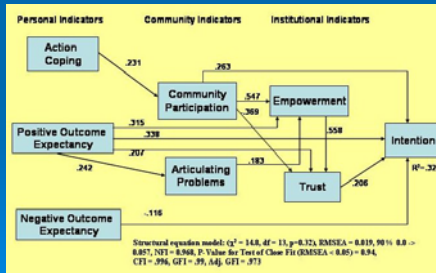 Personal Indicators Community Indicators Institutional Indicators
Action
Coping
.231
.263
Community
Participation
.547
.369
Empowerment
.315
Positive Outcome
Expectancy
.338
.207
.558
Intention
.242
Articulating
Problems
.183
Trust
.206
R²=.32
Negative Outcome
Expectancy
-.116
Structural equation model: (χ² = 14.8, df = 13, p=0.32), RMSEA = 0.019, 90 % 0.0 ->
0.057, NFI = 0.968, P-Value for Test of Close Fit (RMSEA < 0.05) = 0.94,
CFI = .996, GFI = .99, Adj. GFI = .973